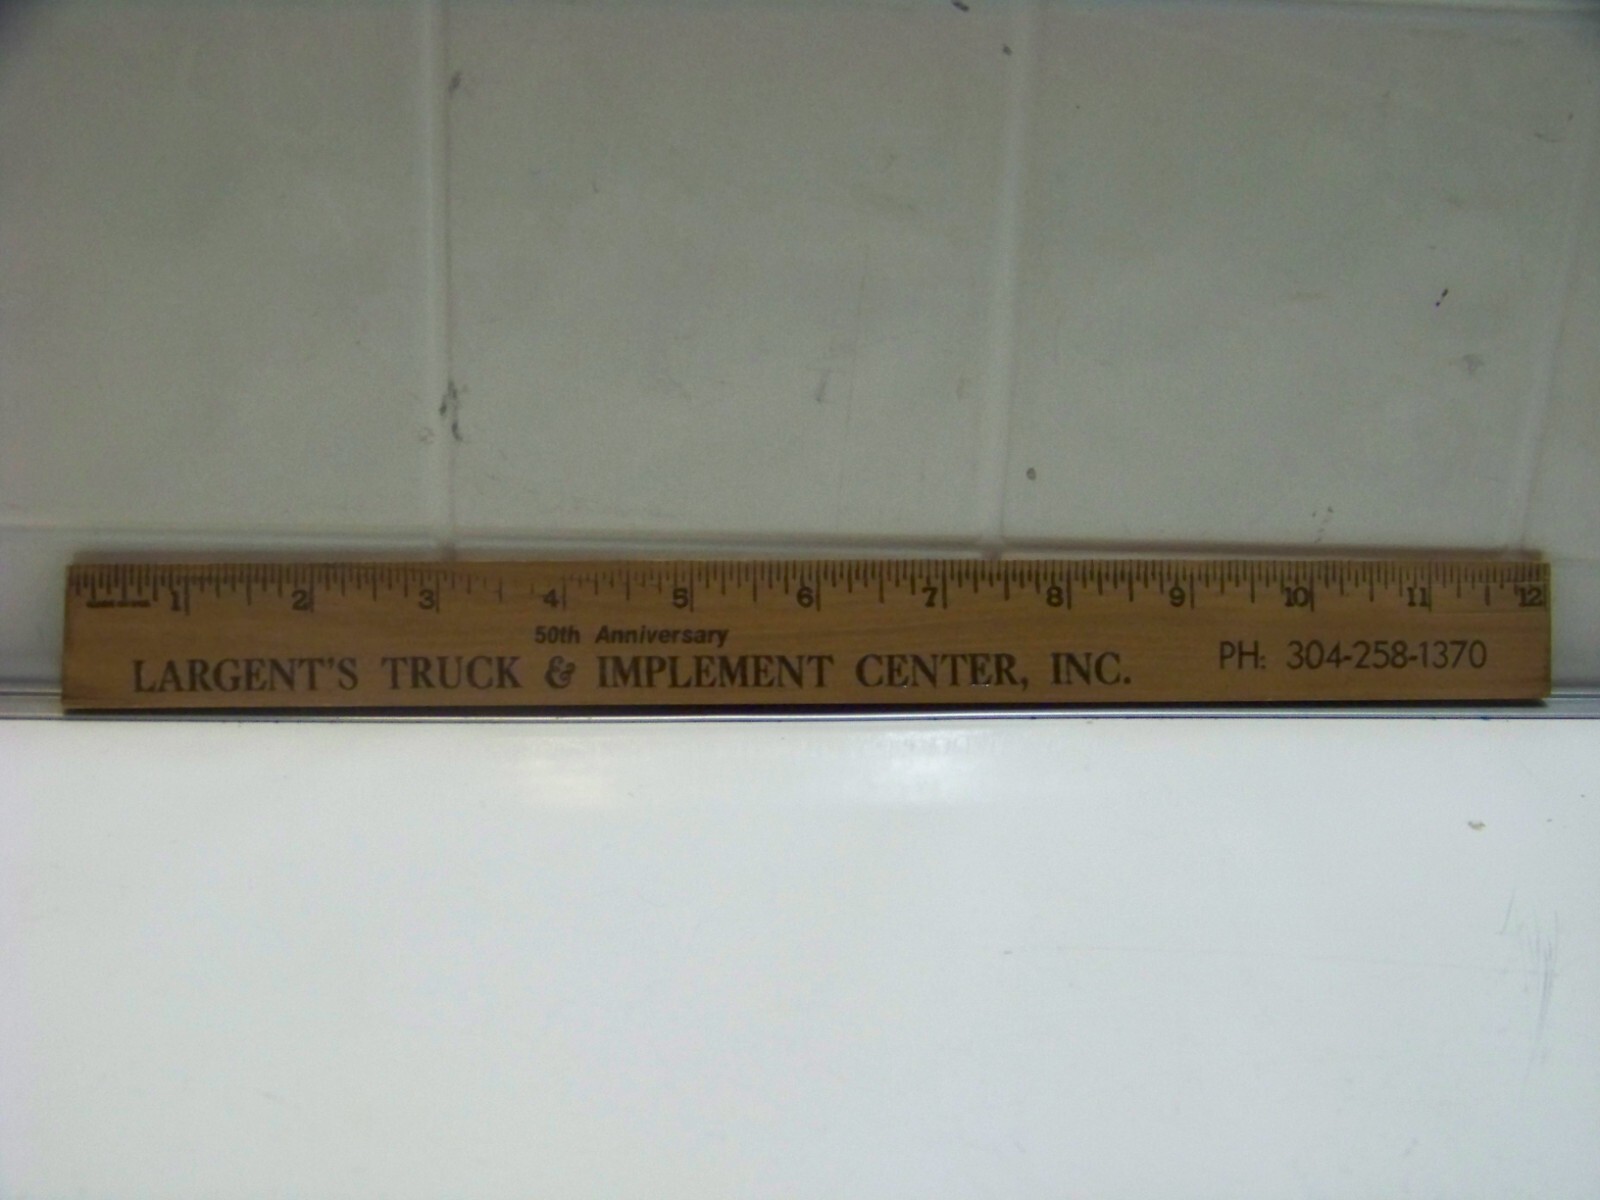 1 2 3 4 5 6 7 8 9 10 11 12
50th Anniversary
LARGENT'S TRUCK & IMPLEMENT CENTER, INC. PH: 304-258-1370